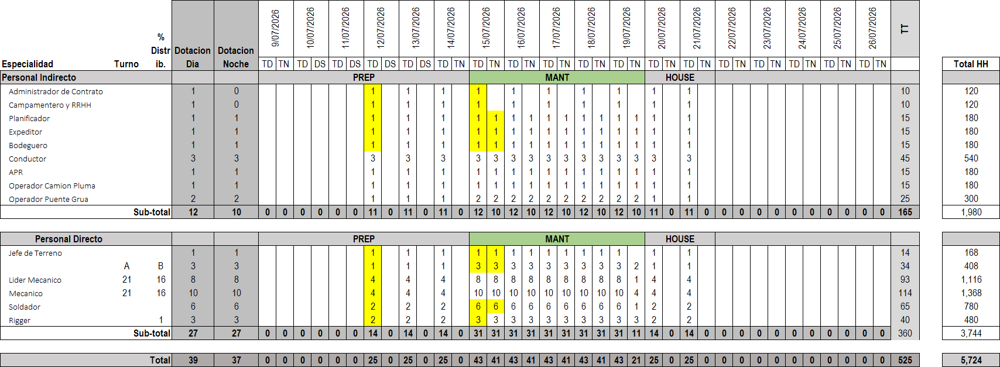 9/07/2026 10/07/2026 11/07/2026 12/07/2026 13/07/2026 14/07/2026 15/07/2026 16/07/2026 17/07/2026 18/07/2026 19/07/2026 20/07/2026 21/07/2026 22/07/2026 23/07/2026 24/07/2026 25/07/2026 26/07/2026 TT
%
Distr Dotacion Dotacion
Especialidad Turno ib. Dia Noche TD TN TD DS TD DS TD DS TD DS TD TN TD TN TD TN TD TN TD TN TD TN TD TN TD TN TD TN TD TN TD TN TD TN TD TN Total HH
Personal Indirecto PREP MANT HOUSE
Administrador de Contrato 1 0 1 1 1 1 1 1 1 1 1 1 10 120
Campamentero y RRHH 1 0 1 1 1 1 1 1 1 1 1 1 10 120
Planificador 1 1 1 1 1 1 1 1 1 1 1 1 1 1 1 1 1 15 180
Expeditor 1 1 1 1 1 1 1 1 1 1 1 1 1 1 1 1 1 15 180
Bodeguero 1 1 1 1 1 1 1 1 1 1 1 1 1 1 1 1 1 15 180
Conductor 3 3 3 3 3 3 3 3 3 3 3 3 3 3 3 3 3 45 540
APR 1 1 1 1 1 1 1 1 1 1 1 1 1 1 1 1 1 15 180
Operador Camion Pluma 1 1 1 1 1 1 1 1 1 1 1 1 1 1 1 1 1 15 180
Operador Puente Grua 2 2 1 1 1 2 2 2 2 2 2 2 2 2 2 1 1 25 300
Sub-total 12 10 0 0 0 0 0 0 11 0 11 0 11 0 12 10 12 10 12 10 12 10 12 10 11 0 11 0 0 0 0 0 0 0 0 0 0 0 165 1,980
Personal Directo PREP MANT HOUSE
Jefe de Terreno 1 1 1 1 1 1 1 1 1 1 1 1 1 1 1 1 14 168
A B 3 3 1 1 1 3 3 3 3 3 3 3 3 3 2 1 1 34 408
Lider Mecanico 21 16 8 8 4 4 4 8 8 8 8 8 8 8 8 8 1 4 4 93 1,116
Mecanico 21 16 10 10 4 4 4 10 10 10 10 10 10 10 10 10 4 4 4 114 1,368
Soldador 6 6 2 2 2 6 6 6 6 6 6 6 6 6 1 2 2 65 780
Rigger 1 3 3 2 2 2 3 3 3 3 3 3 3 3 3 3 2 2 40 480
Sub-total 27 27 0 0 0 0 0 0 14 0 14 0 14 0 31 31 31 31 31 31 31 31 31 11 14 0 14 0 0 0 0 0 0 0 0 0 0 0 360 3,744
Total 39 37 0 0 0 0 0 0 25 0 25 0 25 0 43 41 43 41 43 41 43 41 43 21 25 0 25 0 0 0 0 0 0 0 0 0 0 0 525 5,724